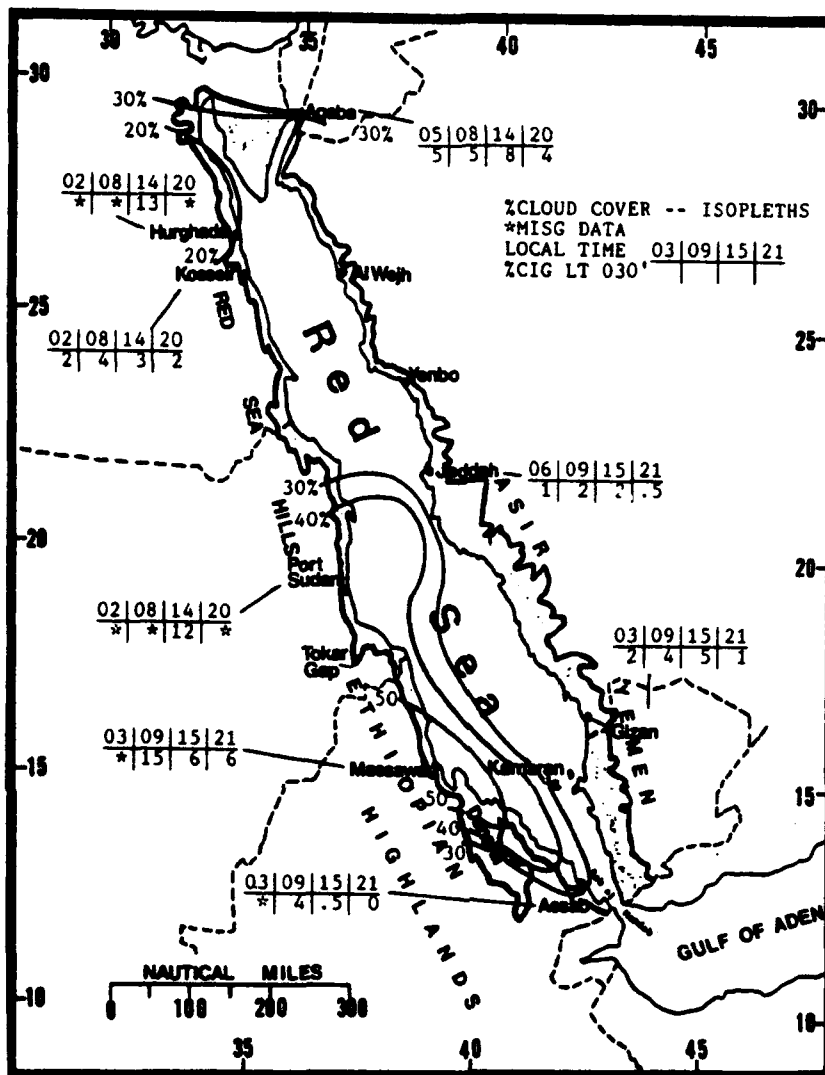 30 35 40 45
30
30%
20%
Aqaba
30%
05|08|14|20
5|5|8|4
30
02|08|14|20
*|*|13|*
Hurghada
20%
Kosseir
%CLOUD COVER -- ISOPLETHS
*MISG DATA
LOCAL TIME 03|09|15|21
%CIG LT 030'
Al Wejh
25
25
02|08|14|20
2|4|3|2
RED
SEA
HILLS
Red
Sea
Yenbo
Jeddah
06|09|15|21
1|2|2|.5
ASIR
30%
40%
20
20
Port
Sudan
02|08|14|20
*|*|12|*
Tokar
Gap
03|09|15|21
2|4|5|1
YEMEN
Gizan
50
ETHIOPIAN
HIGHLANDS
03|09|15|21
*|15|6|6
15
Massawa
Kamaran
15
50
40
30
03|09|15|21
*|4|.5|0
Assab
GULF OF ADEN
NAUTICAL MILES
0 100 200 300
10
10
35 40 45